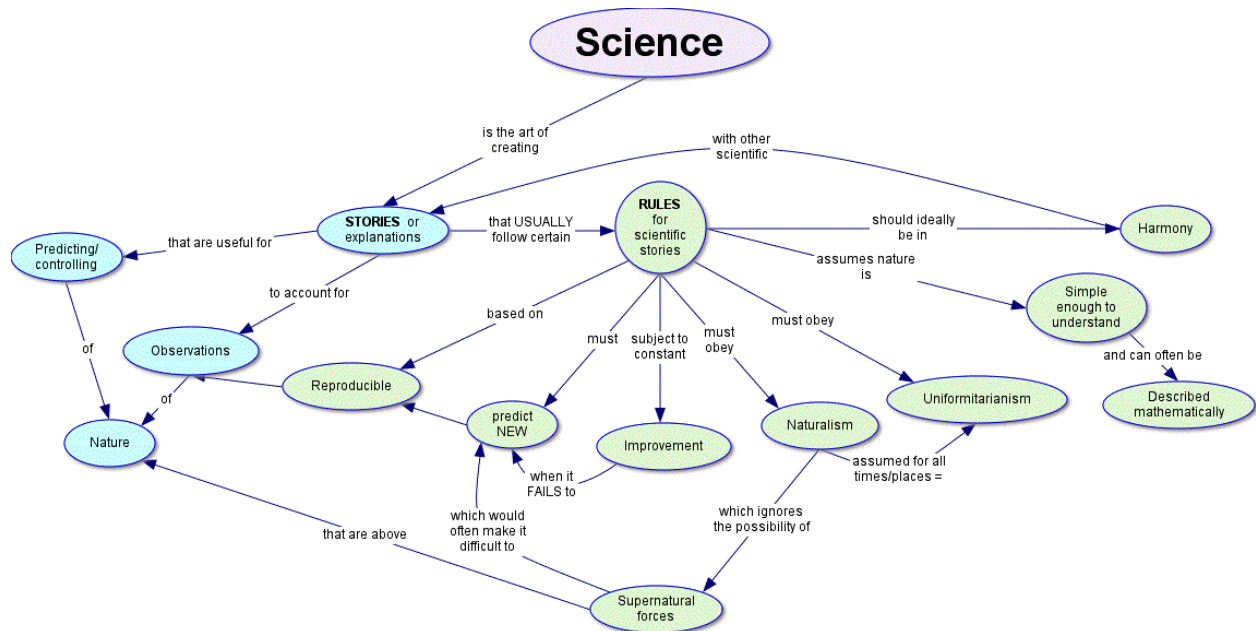 Science
is the art of
creating
with other
scientific
STORIES or
explanations
that USUALLY
follow certain
RULES
for
scientific
stories
should ideally
be in
Harmony
Predicting/
controlling
that are useful for
assumes nature
is
Simple
enough to
understand
to account for
based on
must
subject to
constant
must
obey
must obey
of
Observations
and can often be
Reproducible
Described
mathematically
Uniformitarianism
of
predict
NEW
Nature
Improvement
Naturalism
when it
FAILS to
assumed for all
times/places =
which would
often make it
difficult to
which ignores
the possibility of
that are above
Supernatural
forces